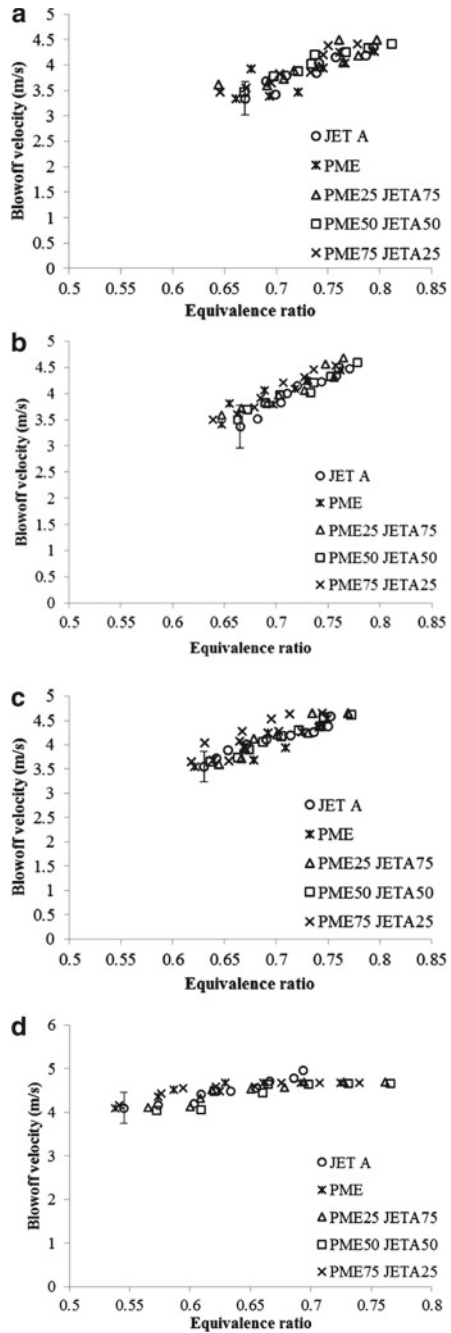 a
Blowoff velocity (m/s)
5
4.5
4
3.5
3
2.5
2
1.5
1
0.5
0
JET A
PME
PME25 JETA75
PME50 JETA50
PME75 JETA25
0.5 0.55 0.6 0.65 0.7 0.75 0.8 0.85
Equivalence ratio
b
Blowoff velocity (m/s)
5
4.5
4
3.5
3
2.5
2
1.5
1
0.5
0
JET A
PME
PME25 JETA75
PME50 JETA50
PME75 JETA25
0.5 0.55 0.6 0.65 0.7 0.75 0.8 0.85
Equivalence ratio
c
Blowoff velocity (m/s)
5
4.5
4
3.5
3
2.5
2
1.5
1
0.5
0
JET A
PME
PME25 JETA75
PME50 JETA50
PME75 JETA25
0.5 0.55 0.6 0.65 0.7 0.75 0.8 0.85
Equivalence ratio
d
Blowoff velocity (m/s)
6
5
4
3
2
1
0
JET A
PME
PME25 JETA75
PME50 JETA50
PME75 JETA25
0.5 0.55 0.6 0.65 0.7 0.75 0.8
Equivalence ratio